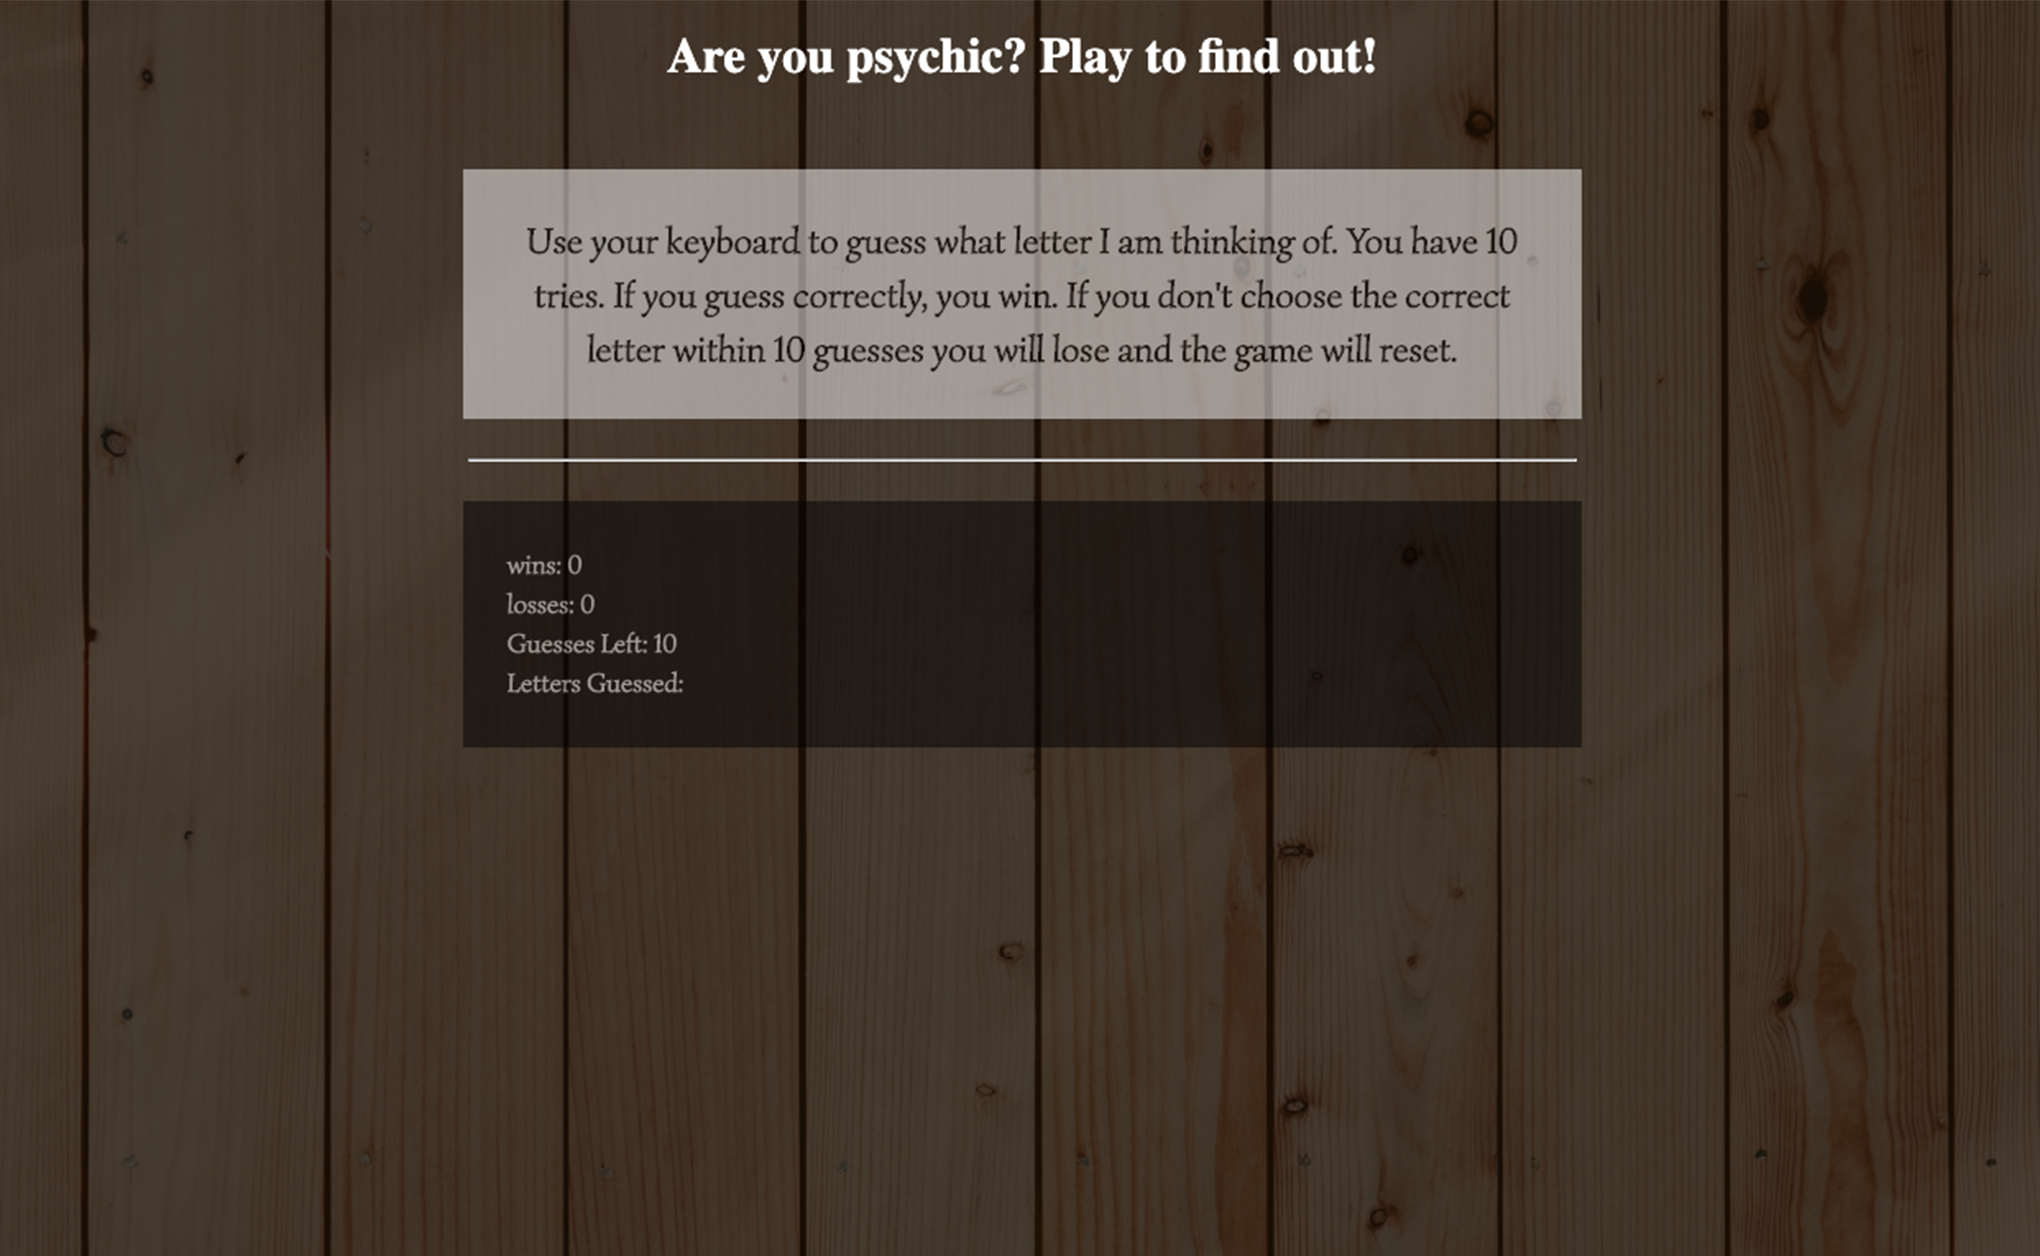 Are you psychic? Play to find out!
Use your keyboard to guess what letter I am thinking of. You have 10
tries. If you guess correctly, you win. If you don't choose the correct
letter within 10 guesses you will lose and the game will reset.
wins: 0
losses: 0
Guesses Left: 10
Letters Guessed: